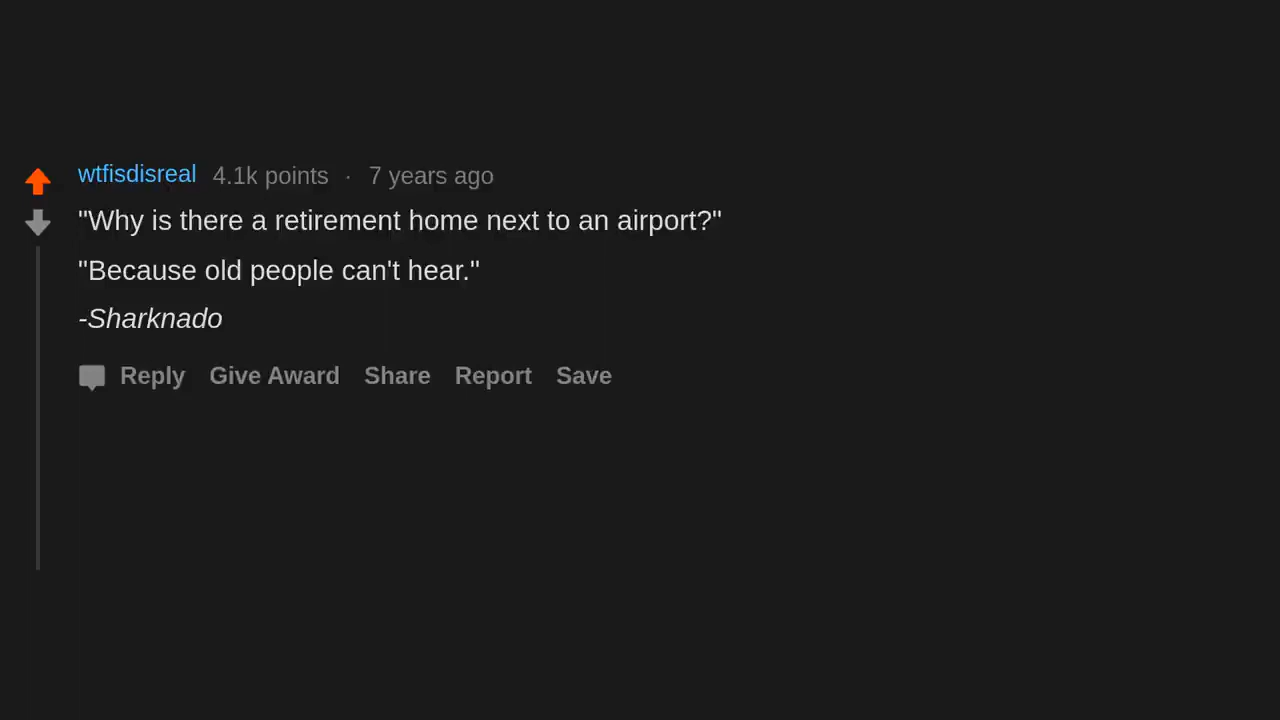 wtfisdisreal 4.1k points · 7 years ago
"Why is there a retirement home next to an airport?"
"Because old people can't hear."
-Sharknado
Reply Give Award Share Report Save